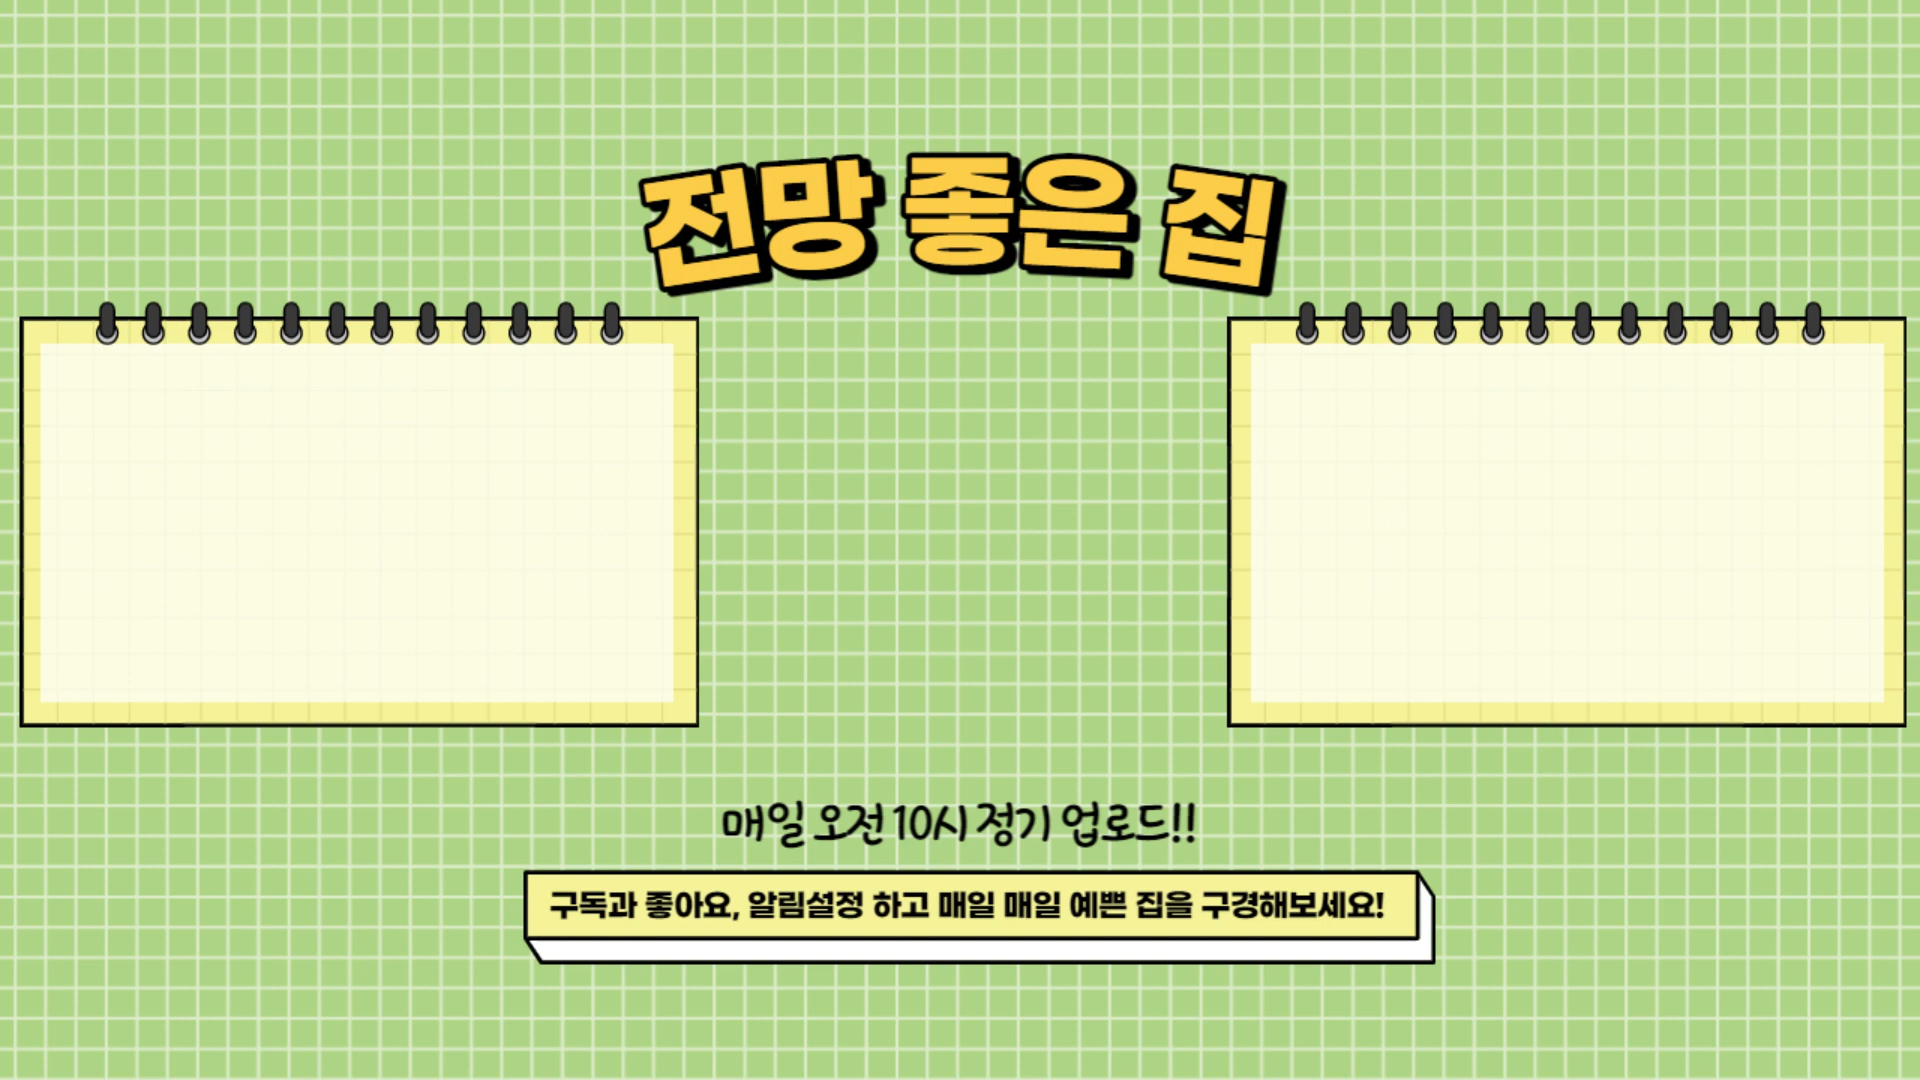 전망 좋은 집
매일 오전 10시 정기 업로드!!
구독과 좋아요, 알림설정 하고 매일 매일 예쁜 집을 구경해보세요!